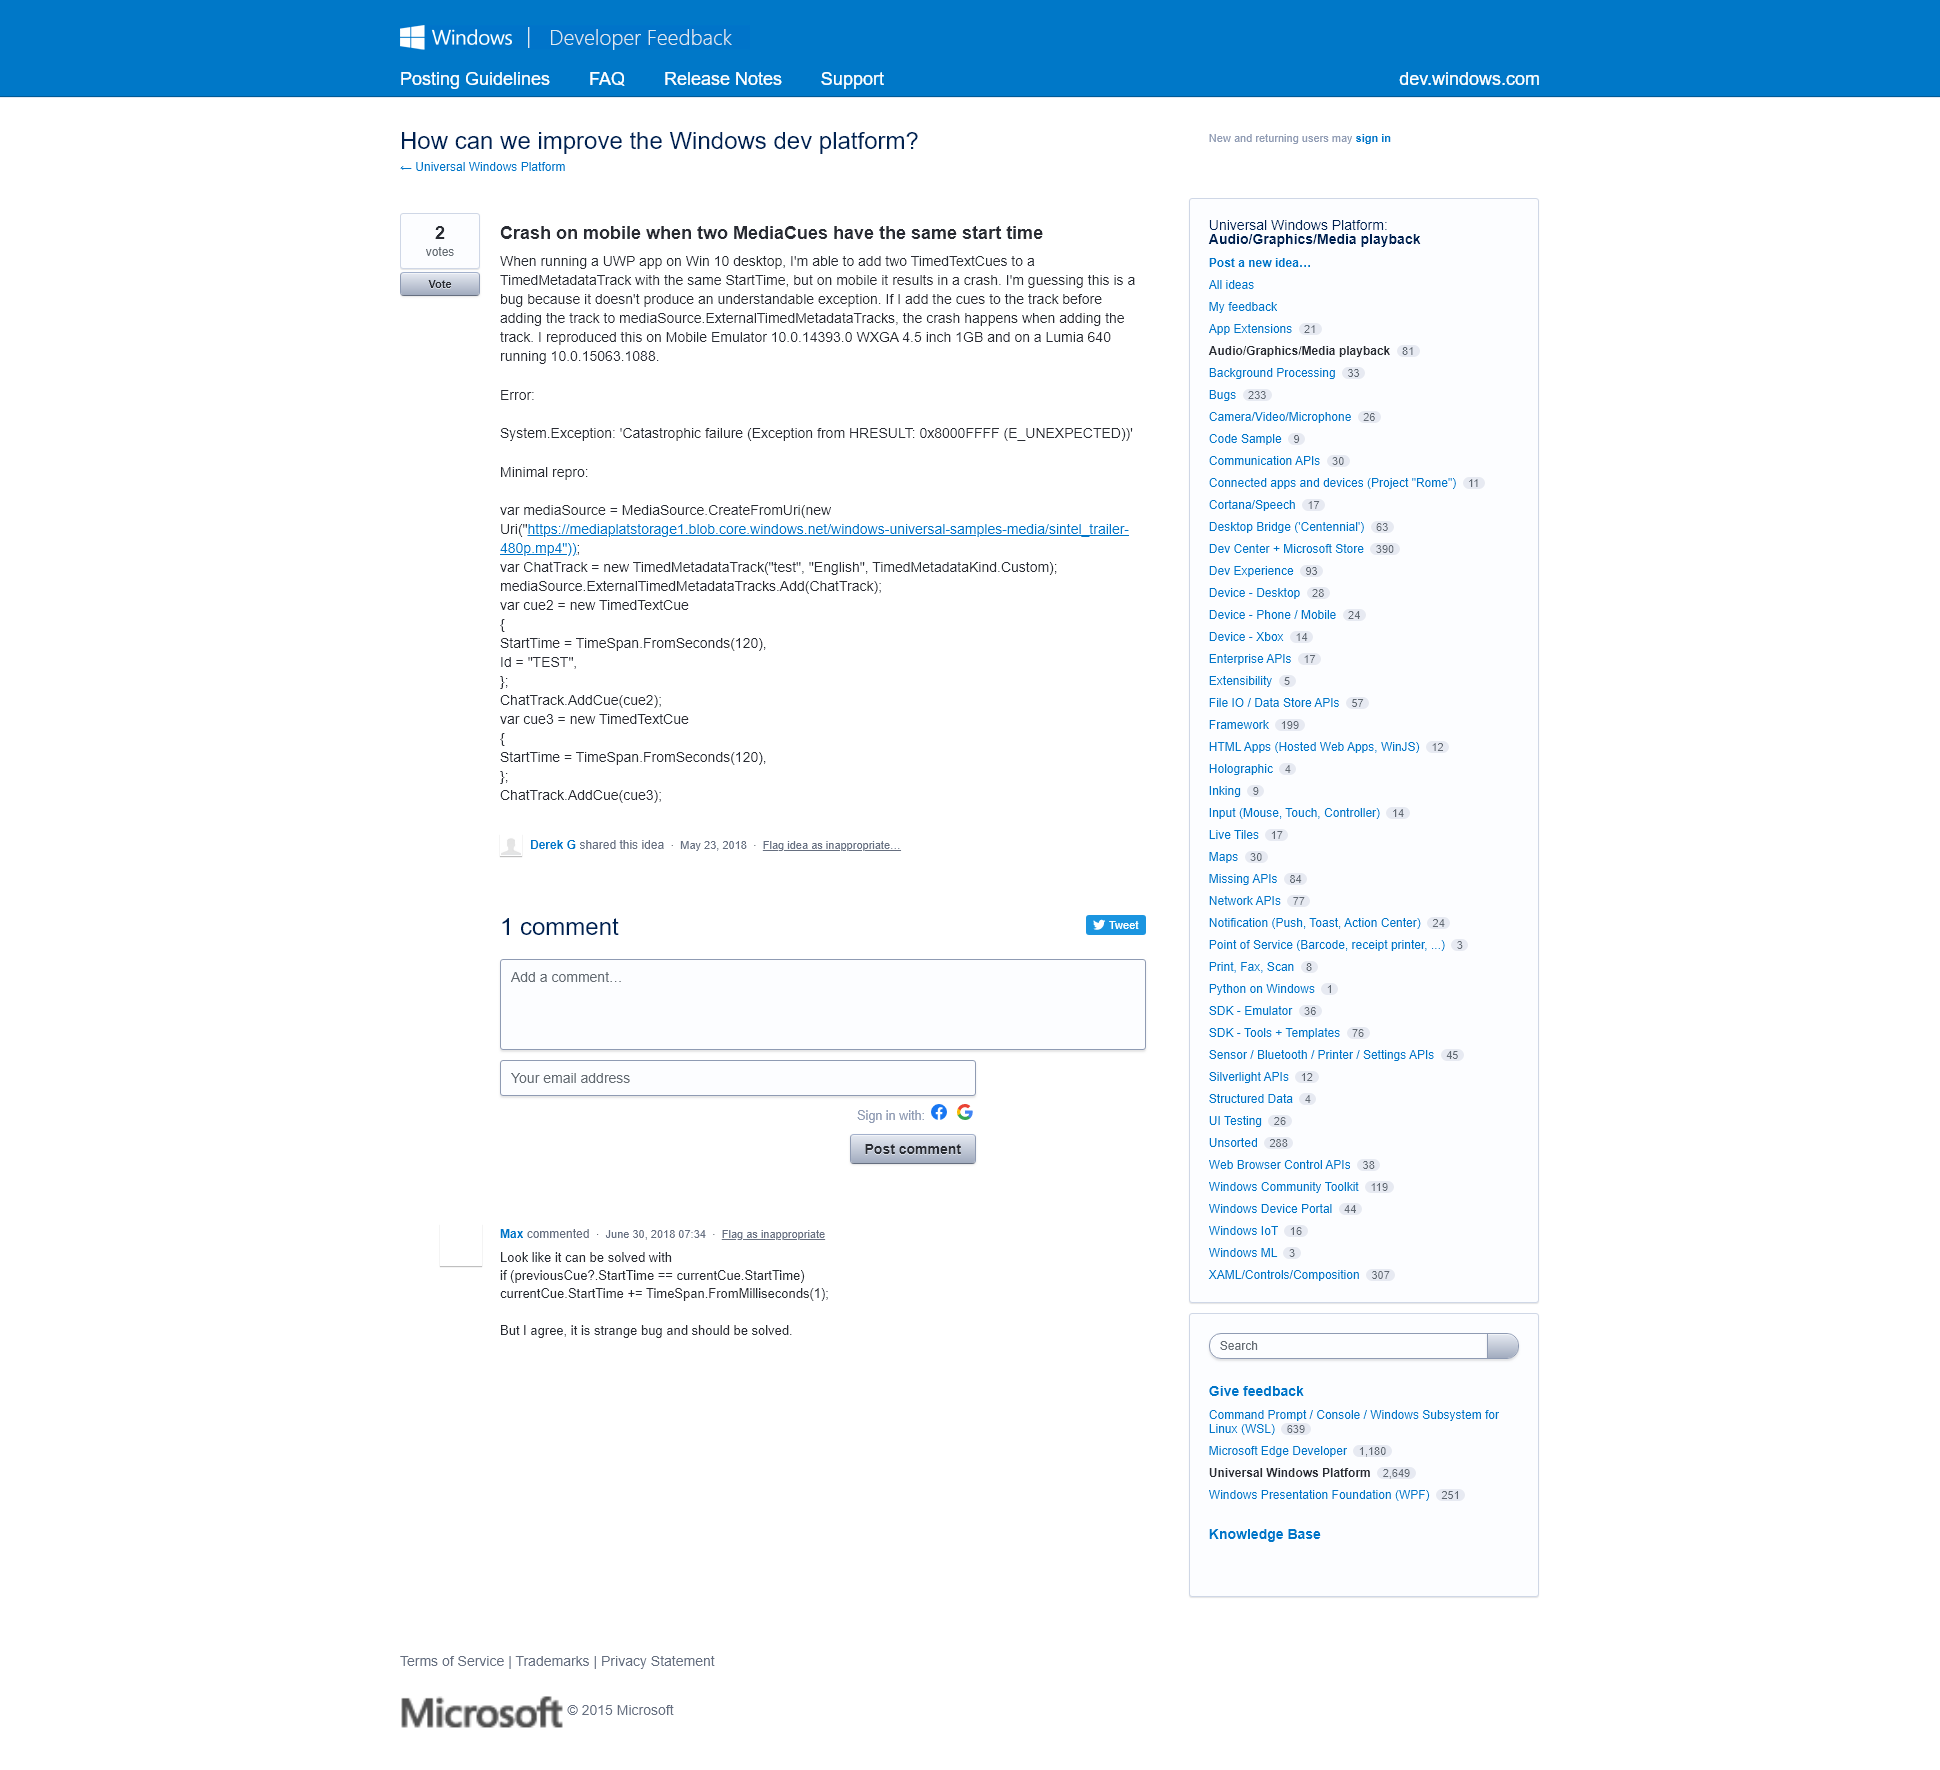 Windows | Developer Feedback
Posting Guidelines FAQ Release Notes Support dev.windows.com
How can we improve the Windows dev platform?
← Universal Windows Platform
New and returning users may sign in
2
votes
Vote
Crash on mobile when two MediaCues have the same start time
When running a UWP app on Win 10 desktop, I'm able to add two TimedTextCues to a
TimedMetadataTrack with the same StartTime, but on mobile it results in a crash. I'm guessing this is a
bug because it doesn't produce an understandable exception. If I add the cues to the track before
adding the track to mediaSource.ExternalTimedMetadataTracks, the crash happens when adding the
track. I reproduced this on Mobile Emulator 10.0.14393.0 WXGA 4.5 inch 1GB and on a Lumia 640
running 10.0.15063.1088.
Error:
System.Exception: 'Catastrophic failure (Exception from HRESULT: 0x8000FFFF (E_UNEXPECTED))'
Minimal repro:
var mediaSource = MediaSource.CreateFromUri(new
Uri("https://mediaplatstorage1.blob.core.windows.net/windows-universal-samples-media/sintel_trailer-
480p.mp4"));
var ChatTrack = new TimedMetadataTrack("test", "English", TimedMetadataKind.Custom);
mediaSource.ExternalTimedMetadataTracks.Add(ChatTrack);
var cue2 = new TimedTextCue
{
StartTime = TimeSpan.FromSeconds(120),
Id = "TEST",
};
ChatTrack.AddCue(cue2);
var cue3 = new TimedTextCue
{
StartTime = TimeSpan.FromSeconds(120),
};
ChatTrack.AddCue(cue3);
Derek G shared this idea · May 23, 2018 · Flag idea as inappropriate…
1 comment
Tweet
Add a comment…
Your email address
Sign in with:
Post comment
Max commented · June 30, 2018 07:34 · Flag as inappropriate
Look like it can be solved with
if (previousCue?.StartTime == currentCue.StartTime)
currentCue.StartTime += TimeSpan.FromMilliseconds(1);
But I agree, it is strange bug and should be solved.
Universal Windows Platform:
Audio/Graphics/Media playback
Post a new idea…
All ideas
My feedback
App Extensions 21
Audio/Graphics/Media playback 81
Background Processing 33
Bugs 233
Camera/Video/Microphone 26
Code Sample 9
Communication APIs 30
Connected apps and devices (Project "Rome") 11
Cortana/Speech 17
Desktop Bridge ('Centennial') 63
Dev Center + Microsoft Store 390
Dev Experience 93
Device - Desktop 28
Device - Phone / Mobile 24
Device - Xbox 14
Enterprise APIs 17
Extensibility 5
File IO / Data Store APIs 57
Framework 199
HTML Apps (Hosted Web Apps, WinJS) 12
Holographic 4
Inking 9
Input (Mouse, Touch, Controller) 14
Live Tiles 17
Maps 30
Missing APIs 84
Network APIs 77
Notification (Push, Toast, Action Center) 24
Point of Service (Barcode, receipt printer, ...) 3
Print, Fax, Scan 8
Python on Windows 1
SDK - Emulator 36
SDK - Tools + Templates 76
Sensor / Bluetooth / Printer / Settings APIs 45
Silverlight APIs 12
Structured Data 4
UI Testing 26
Unsorted 288
Web Browser Control APIs 38
Windows Community Toolkit 119
Windows Device Portal 44
Windows IoT 16
Windows ML 3
XAML/Controls/Composition 307
Search
Give feedback
Command Prompt / Console / Windows Subsystem for
Linux (WSL) 639
Microsoft Edge Developer 1,180
Universal Windows Platform 2,649
Windows Presentation Foundation (WPF) 251
Knowledge Base
Terms of Service | Trademarks | Privacy Statement
Microsoft © 2015 Microsoft